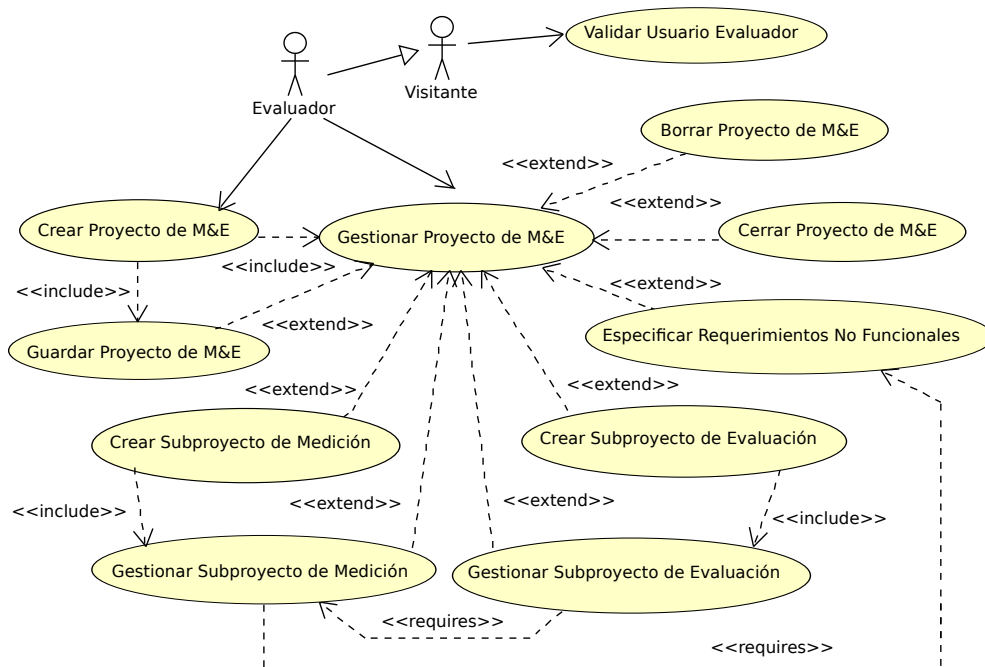 Validar Usuario Evaluador
Visitante
Evaluador
Borrar Proyecto de M&E
<<extend>>
<<extend>>
Crear Proyecto de M&E
Gestionar Proyecto de M&E
Cerrar Proyecto de M&E
<<include>>
<<include>>
<<extend>>
<<extend>>
Guardar Proyecto de M&E
Especificar Requerimientos No Funcionales
<<extend>>
<<extend>>
Crear Subproyecto de Medición
Crear Subproyecto de Evaluación
<<extend>>
<<extend>>
<<include>>
<<include>>
Gestionar Subproyecto de Medición
Gestionar Subproyecto de Evaluación
<<requires>>
<<requires>>